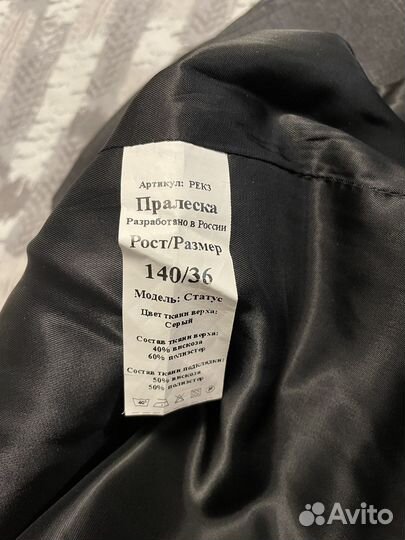 Артикул: РЕКЗ
Пралеска
Разработано в России
Рост/Размер
140/36
Модель: Статус
Цвет ткани верха:
Серый
Состав ткани верха:
40% вискоза
60% полиэстер
Состав ткани подкладки:
50% вискоза
50% полиэстер
40°
P
Avito